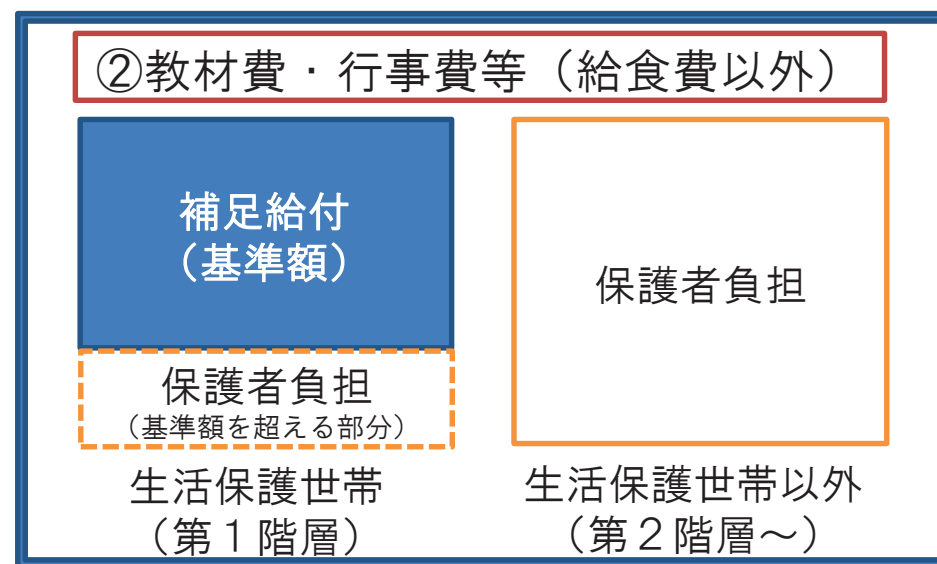 ②教材費・行事費等（給食費以外）
補足給付
（基準額）
保護者負担
（基準額を超える部分）
生活保護世帯
（第１階層）
保護者負担
生活保護世帯以外
（第２階層～）